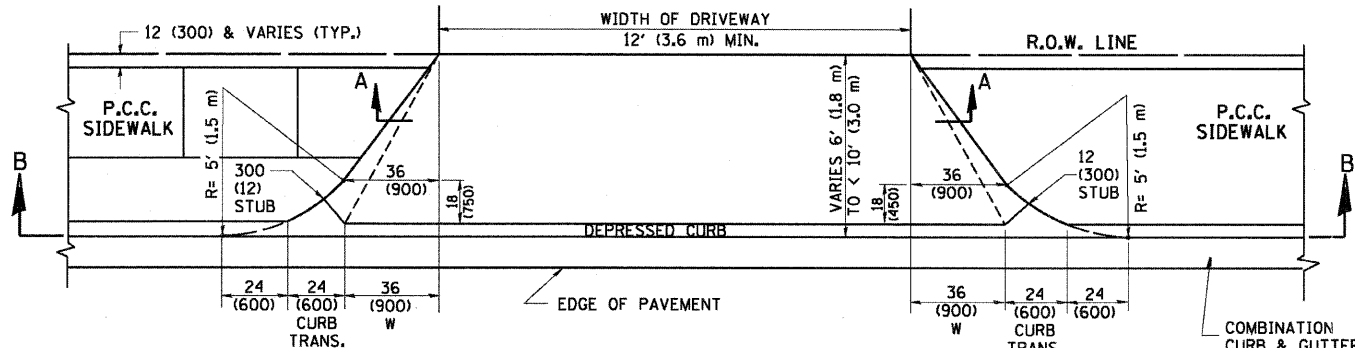 12 (300) & VARIES (TYP.)
WIDTH OF DRIVEWAY
12' (3.6 m) MIN.
R.O.W. LINE
A
A
P.C.C.
SIDEWALK
R= 5' (1.5 m)
300
(12)
STUB
36
(900)
18
(750)
VARIES 6' (1.8 m)
TO < 10' (3.0 m)
36
(900)
18
(450)
12
(300)
STUB
R= 5' (1.5 m)
P.C.C.
SIDEWALK
B
B
DEPRESSED CURB
24
(600)
24
(600)
CURB
TRANS.
36
(900)
W
EDGE OF PAVEMENT
36
(900)
W
24
(600)
CURB
TRANS.
24
(600)
COMBINATION
CURB & GUTTER